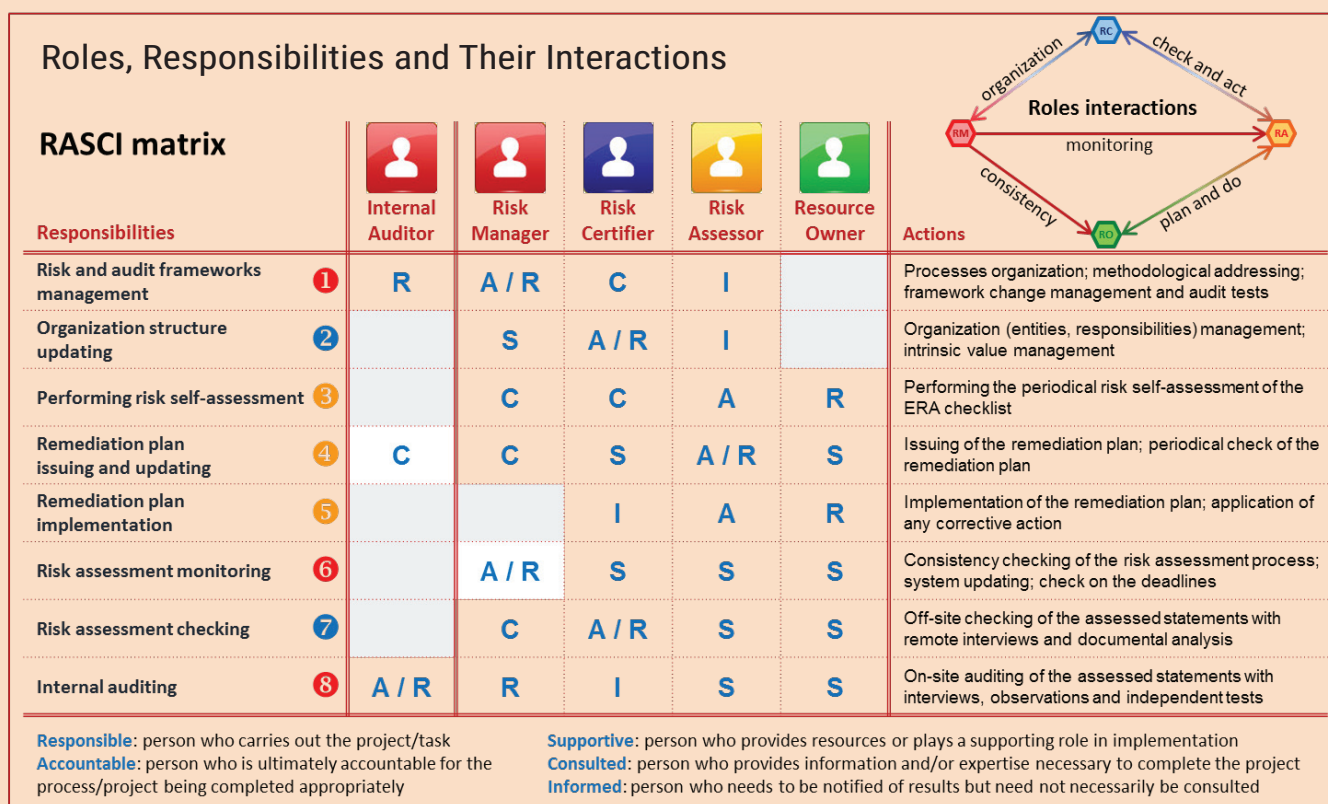 Roles, Responsibilities and Their Interactions
RC
organization
check and act
Roles interactions
RM
RA
monitoring
consistency
plan and do
RO
RASCI matrix
Responsibilities
Internal
Auditor
Risk
Manager
Risk
Certifier
Risk
Assessor
Resource
Owner
Actions
Risk and audit frameworks
management
1 R A / R C I
Processes organization; methodological addressing;
framework change management and audit tests
Organization structure
updating
2 S A / R I
Organization (entities, responsibilities) management;
intrinsic value management
Performing risk self-assessment 3 C C A R
Performing the periodical risk self-assessment of the
ERA checklist
Remediation plan
issuing and updating
4 C C S A / R S
Issuing of the remediation plan; periodical check of the
remediation plan
Remediation plan
implementation
5 I A R
Implementation of the remediation plan; application of
any corrective action
Risk assessment monitoring 6 A / R S S S
Consistency checking of the risk assessment process;
system updating; check on the deadlines
Risk assessment checking 7 C A / R S S
Off-site checking of the assessed statements with
remote interviews and documental analysis
Internal auditing 8 A / R R I S S
On-site auditing of the assessed statements with
interviews, observations and independent tests
Responsible: person who carries out the project/task
Accountable: person who is ultimately accountable for the
process/project being completed appropriately
Supportive: person who provides resources or plays a supporting role in implementation
Consulted: person who provides information and/or expertise necessary to complete the project
Informed: person who needs to be notified of results but need not necessarily be consulted